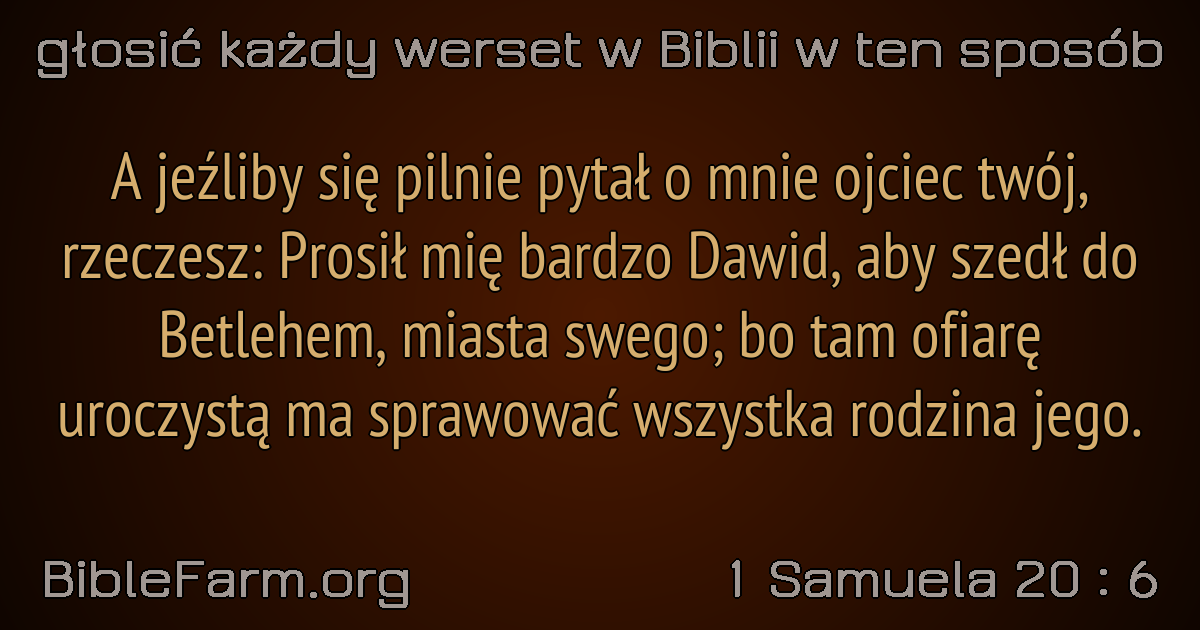 głosić każdy werset w Biblii w ten sposób
A jeźliby się pilnie pytał o mnie ojciec twój,
rzeczesz: Prosił mię bardzo Dawid, aby szedł do
Betlehem, miasta swego; bo tam ofiarę
uroczystą ma sprawować wszystka rodzina jego.
BibleFarm.org
1 Samuela 20 : 6